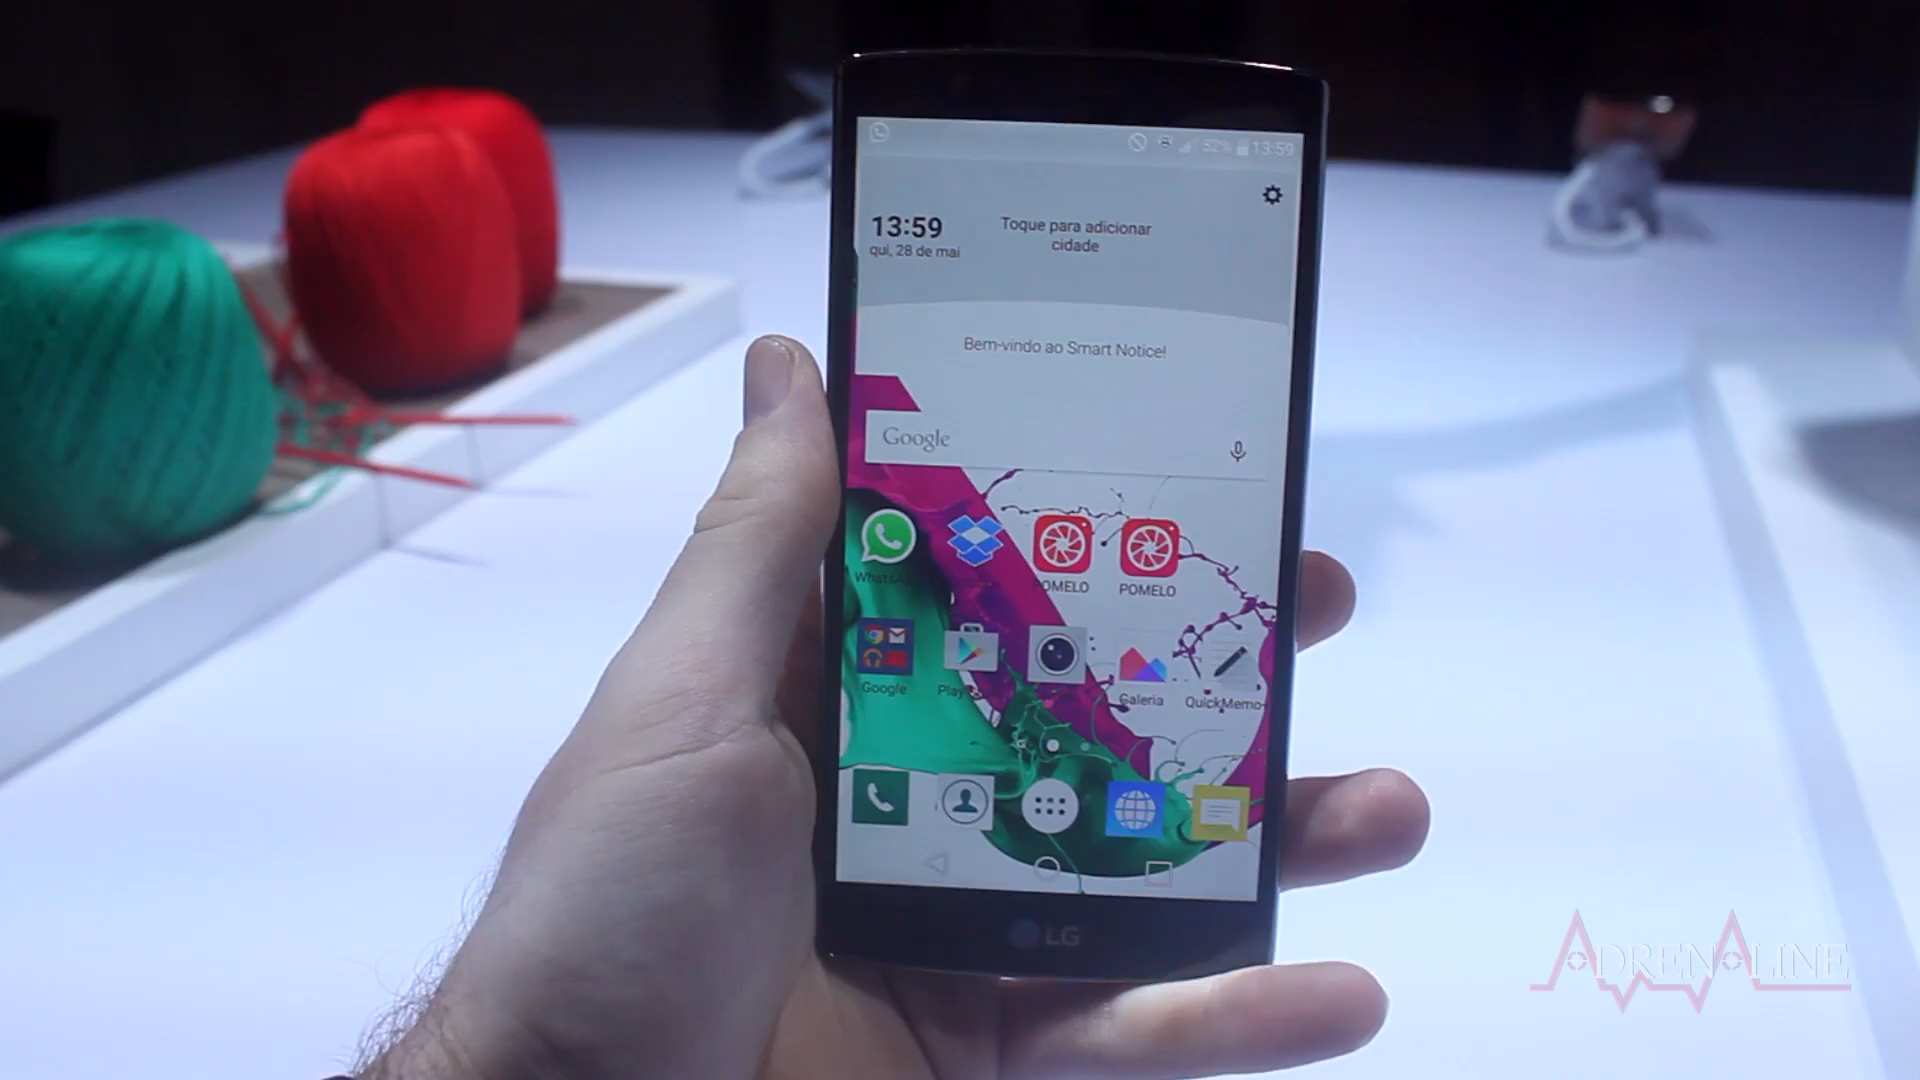 52% 13:59
13:59
qui, 28 de mai
Toque para adicionar
cidade
Bem-vindo ao Smart Notice!
Google
POMELO
POMELO
Google
Play
Galeria
QuickMemo+
LG
ADRENALINE